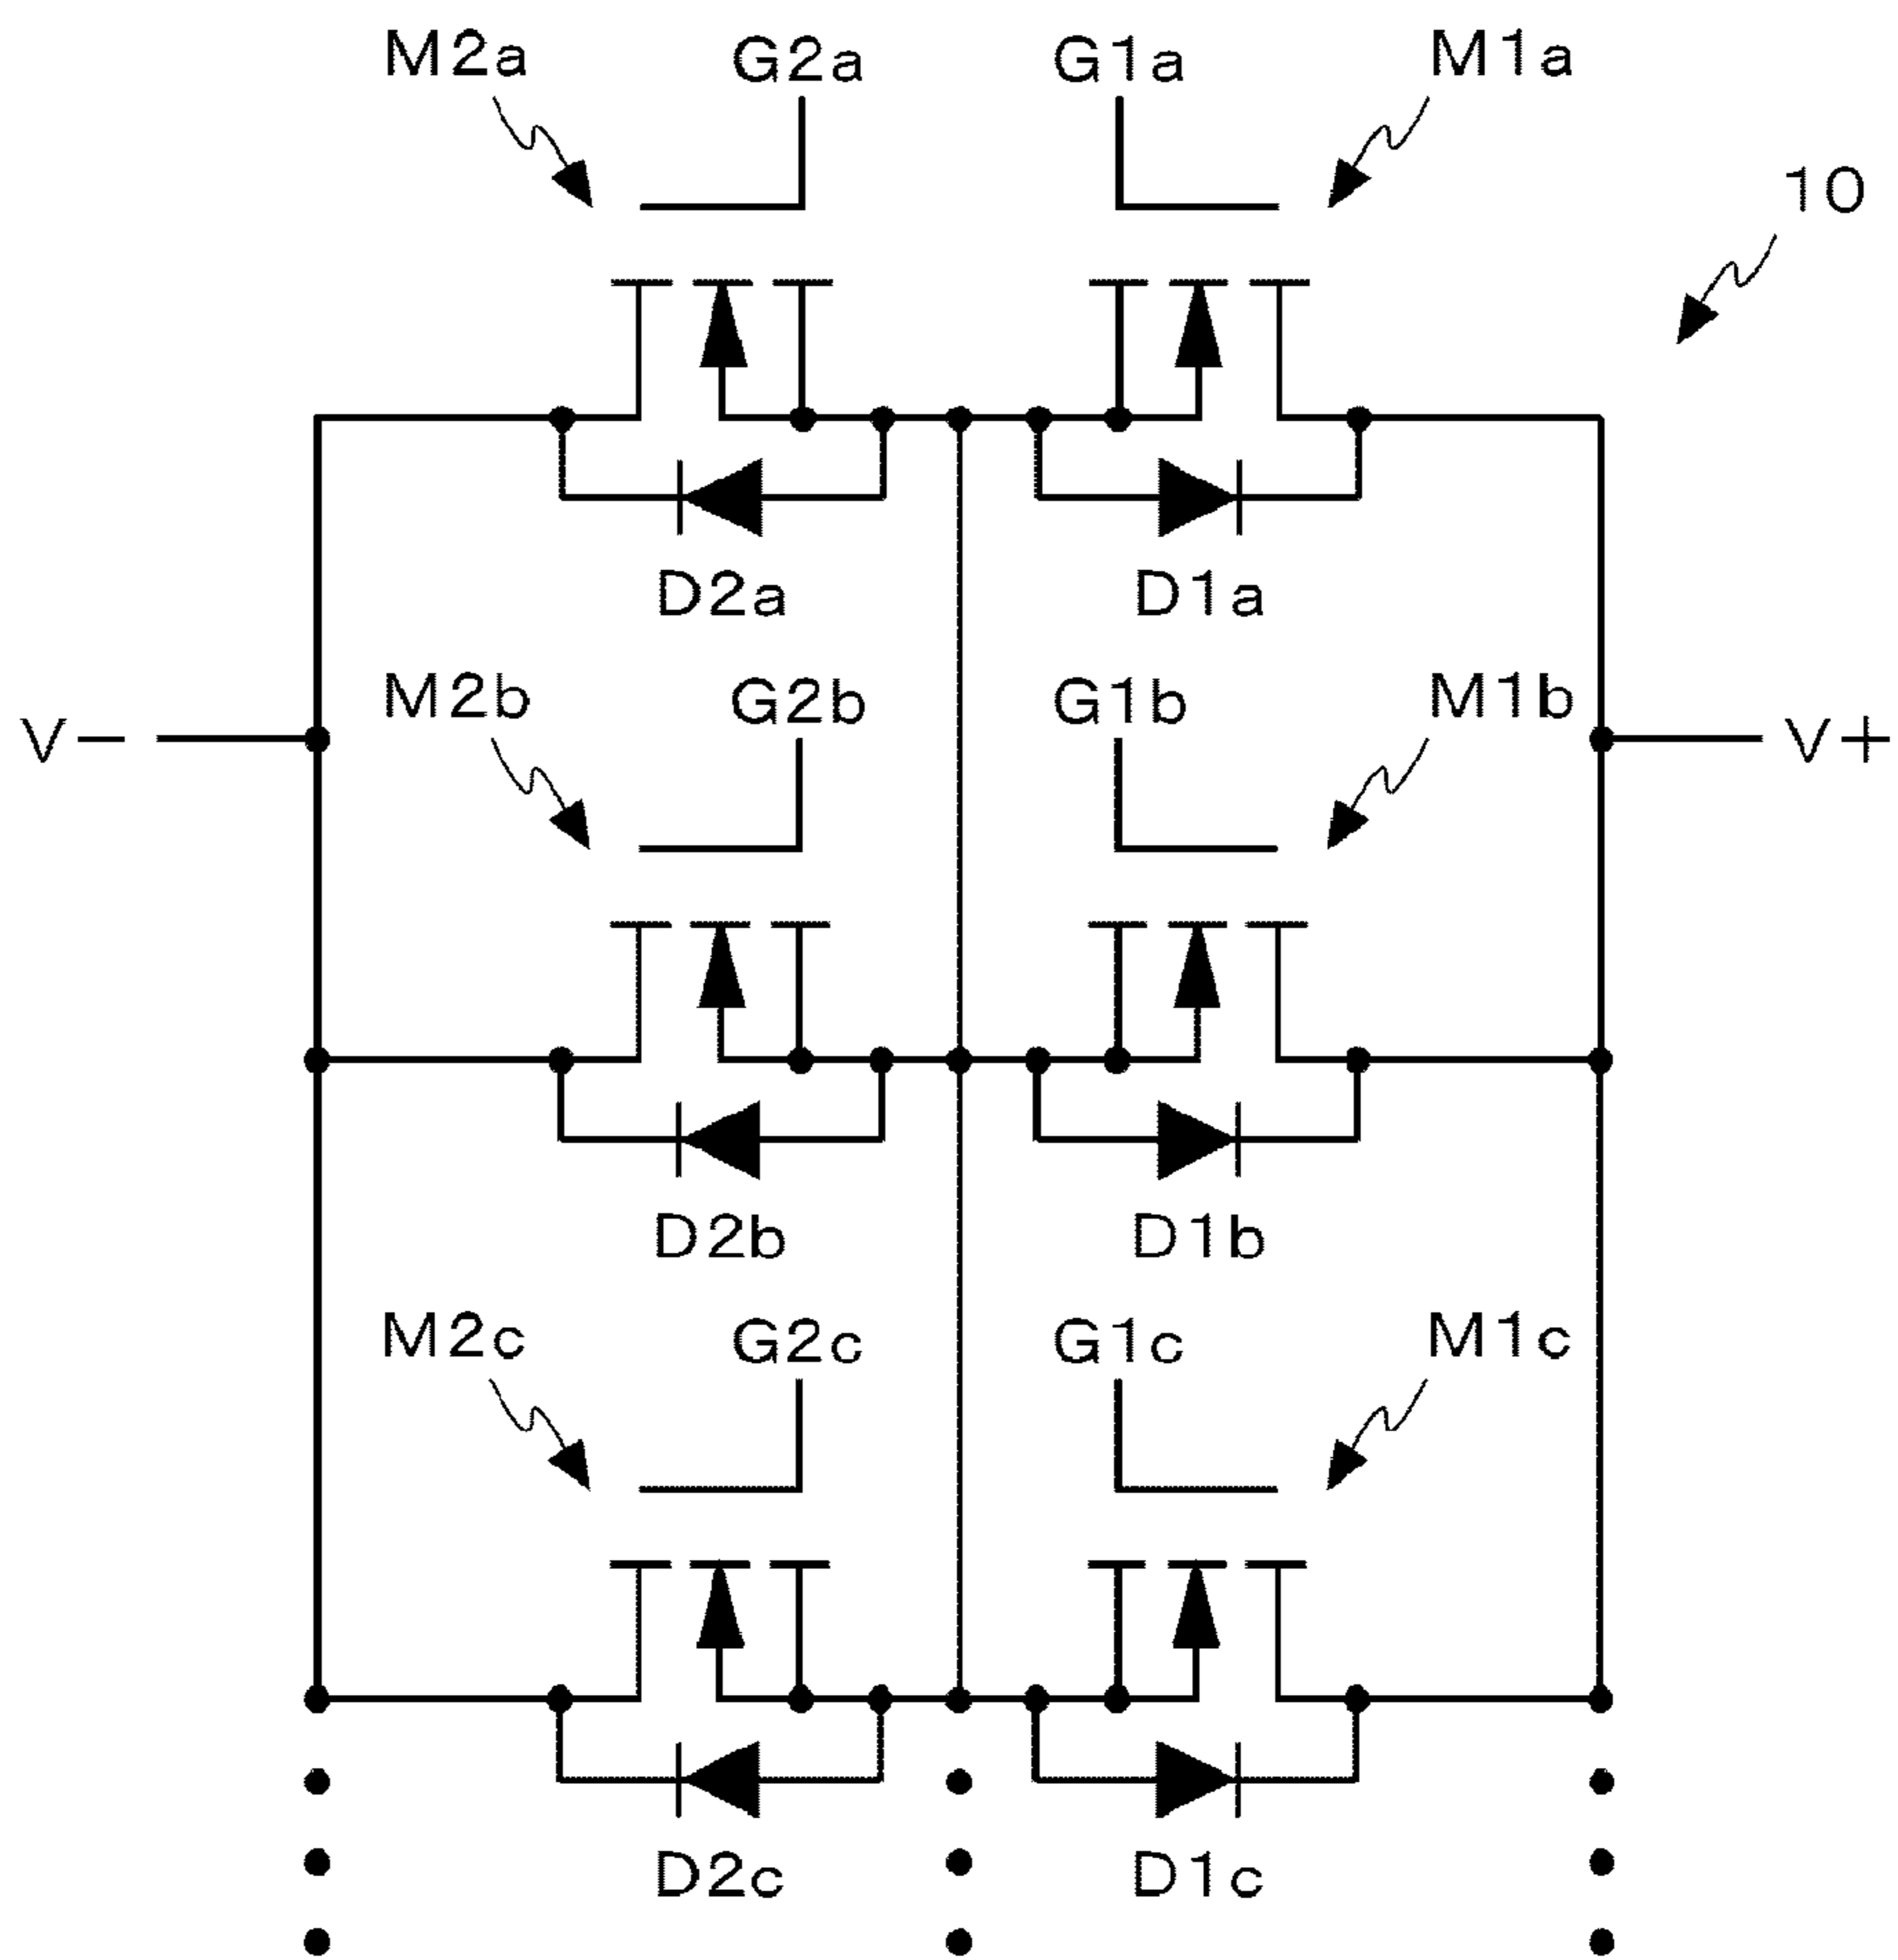 M2a G2a G1a M1a
10
D2a D1a
M2b G2b G1b M1b
V− V+
D2b D1b
M2c G2c G1c M1c
D2c D1c